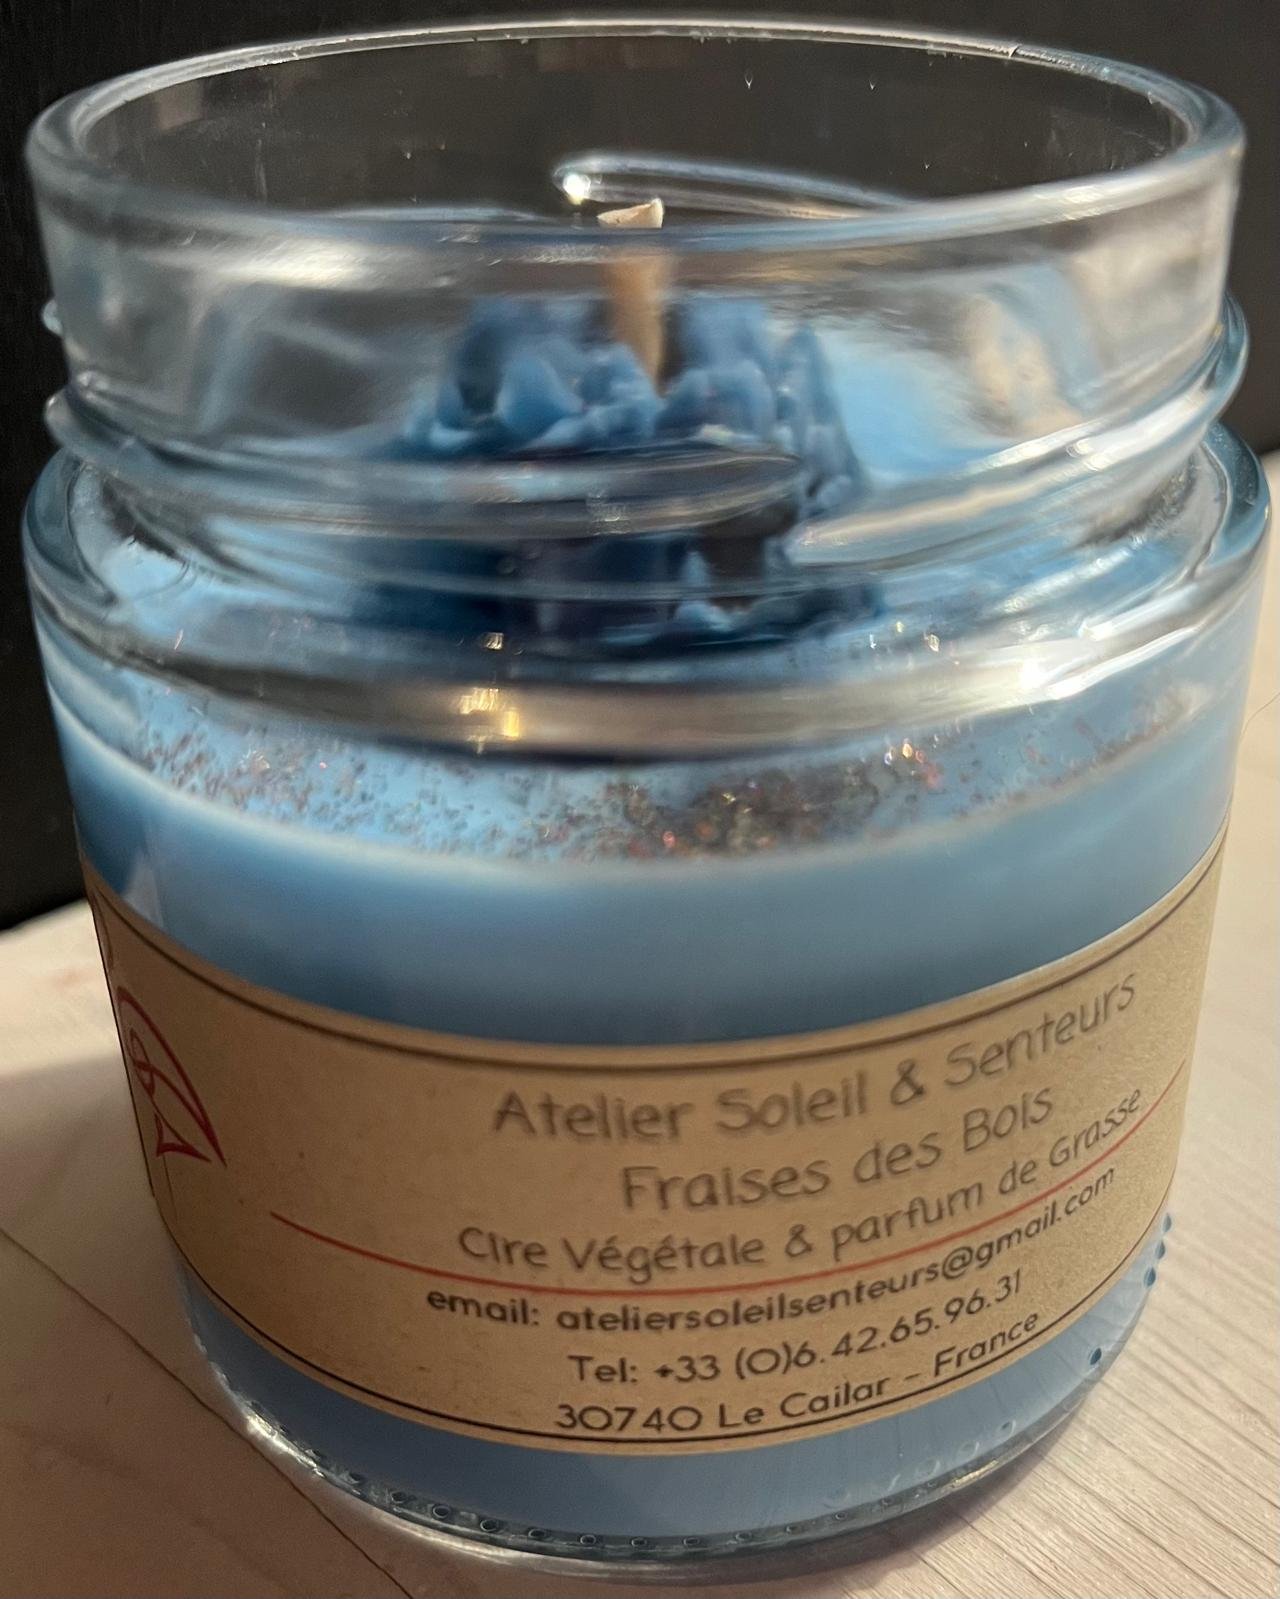 Atelier Soleil & Senteurs
Fraises des Bois
Cire Végétale & parfum de Grasse
email: ateliersoleilsenteurs@gmail.com
Tel: +33 (0)6.42.65.96.31
30740 Le Cailar - France